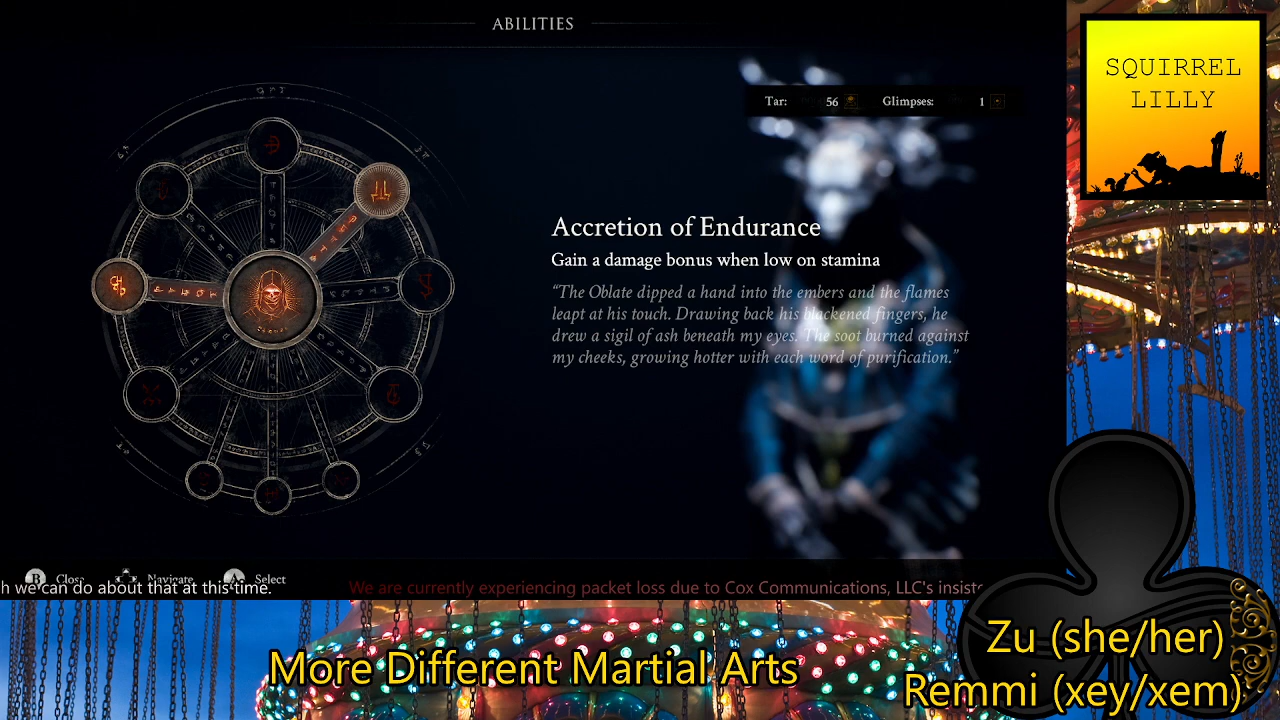 ABILITIES
SQUIRREL
LILLY
Tar: 56 Glimpses: 1
Accretion of Endurance
Gain a damage bonus when low on stamina
“The Oblate dipped a hand into the embers and the flames
leapt at his touch. Drawing back his blackened fingers, he
drew a sigil of ash beneath my eyes. The soot burned against
my cheeks, growing hotter with each word of purification.”
B Close Navigate A Select
h we can do about that at this time. We are currently experiencing packet loss due to Cox Communications, LLC's insiste
More Different Martial Arts
Zu (she/her)
Remmi (xey/xem)